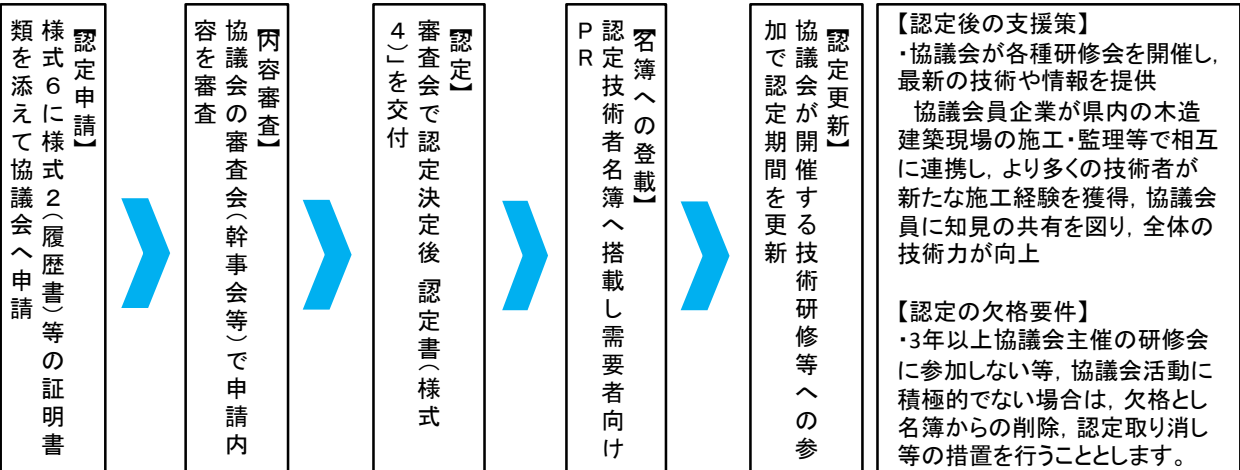 【認定申請】
様式６に様式２（履歴書）等の証明書
類を添えて協議会へ申請
【内容審査】
協議会の審査会（幹事会等）で申請内
容を審査
【認定】
審査会で認定決定後「認定書（様式
４）」を交付
【名簿への登載】
認定技術者名簿へ搭載し需要者向け
ＰＲ
【認定更新】
協議会が開催する技術研修等への参
加で認定期間を更新
【認定後の支援策】
・協議会が各種研修会を開催し，
最新の技術や情報を提供
協議会員企業が県内の木造
建築現場の施工・監理等で相互
に連携し，より多くの技術者が
新たな施工経験を獲得，協議会
員に知見の共有を図り，全体の
技術力が向上
【認定の欠格要件】
・3年以上協議会主催の研修会
に参加しない等，協議会活動に
積極的でない場合は，欠格とし
名簿からの削除，認定取り消し
等の措置を行うこととします。